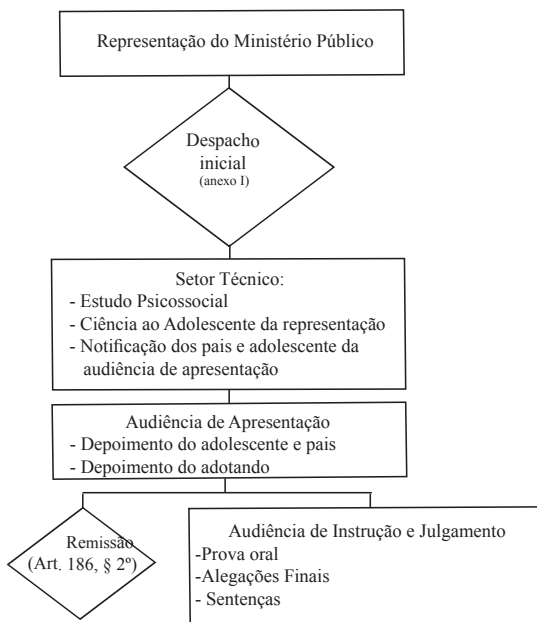 Representação do Ministério Público
Despacho
inicial
(anexo I)
Setor Técnico:
- Estudo Psicossocial
- Ciência ao Adolescente da representação
- Notificação dos pais e adolescente da
audiência de apresentação
Audiência de Apresentação
- Depoimento do adolescente e pais
- Depoimento do adotando
Remissão
(Art. 186, § 2º)
Audiência de Instrução e Julgamento
-Prova oral
-Alegações Finais
- Sentenças